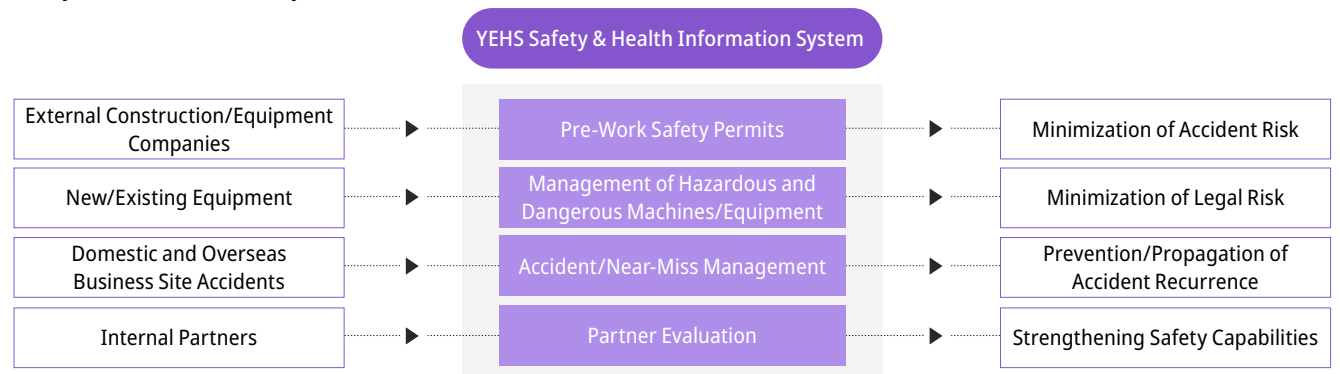 YEHS Safety & Health Information System
External Construction/Equipment
Companies
Pre-Work Safety Permits
Minimization of Accident Risk
New/Existing Equipment
Management of Hazardous and
Dangerous Machines/Equipment
Minimization of Legal Risk
Domestic and Overseas
Business Site Accidents
Accident/Near-Miss Management
Prevention/Propagation of
Accident Recurrence
Internal Partners
Partner Evaluation
Strengthening Safety Capabilities